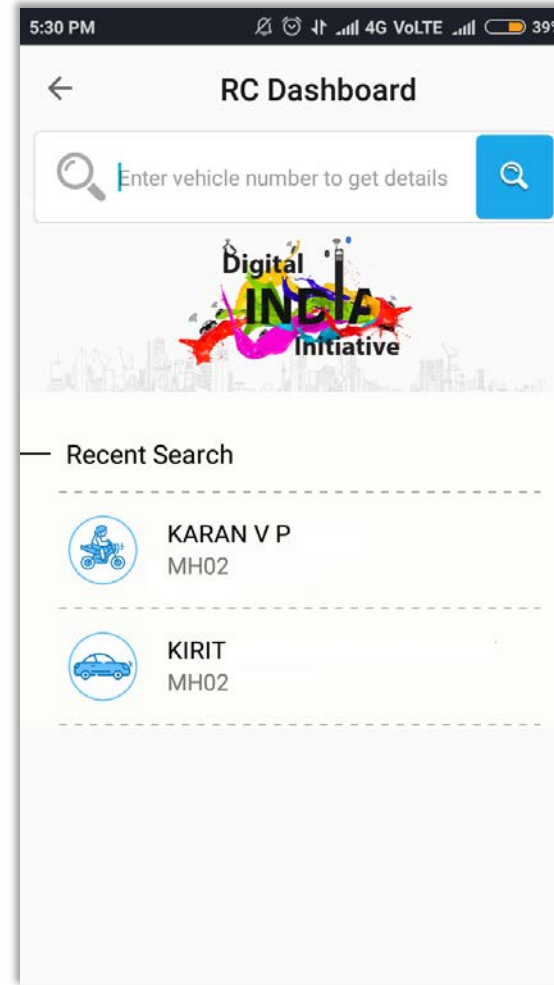 5:30 PM 4G VoLTE 39%
RC Dashboard
Enter vehicle number to get details
Digital
INDIA
Initiative
Recent Search
KARAN V P
MH02
KIRIT
MH02